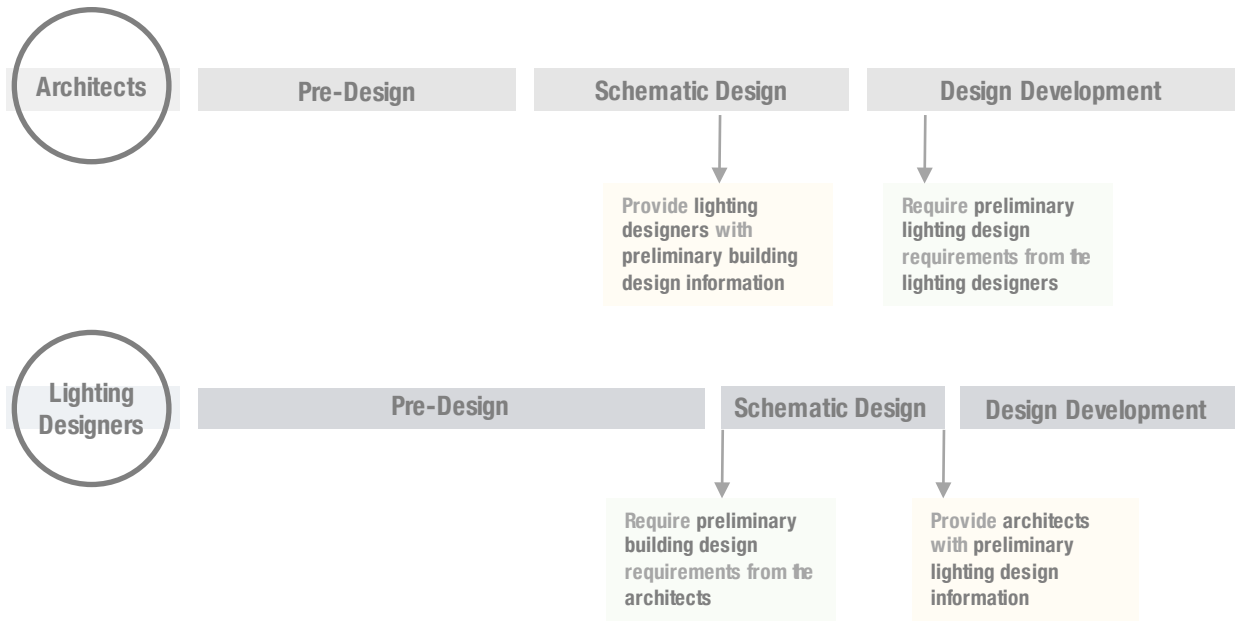 Architects
Pre-Design
Schematic Design
Design Development
Provide lighting
designers with
preliminary building
design information
Require preliminary
lighting design
requirements from the
lighting designers
Lighting
Designers
Pre-Design
Schematic Design
Design Development
Require preliminary
building design
requirements from the
architects
Provide architects
with preliminary
lighting design
information